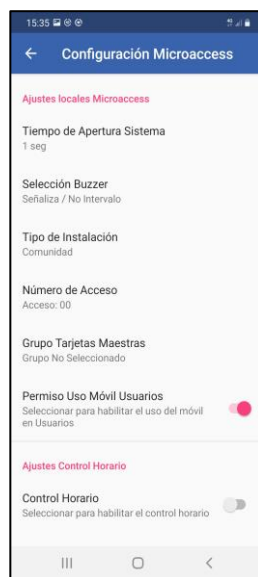 15:35
Configuración Microaccess
Ajustes locales Microaccess
Tiempo de Apertura Sistema
1 seg
Selección Buzzer
Señaliza / No Intervalo
Tipo de Instalación
Comunidad
Número de Acceso
Acceso: 00
Grupo Tarjetas Maestras
Grupo No Seleccionado
Permiso Uso Móvil Usuarios
Seleccionar para habilitar el uso del móvil
en Usuarios
Ajustes Control Horario
Control Horario
Seleccionar para habilitar el control horario